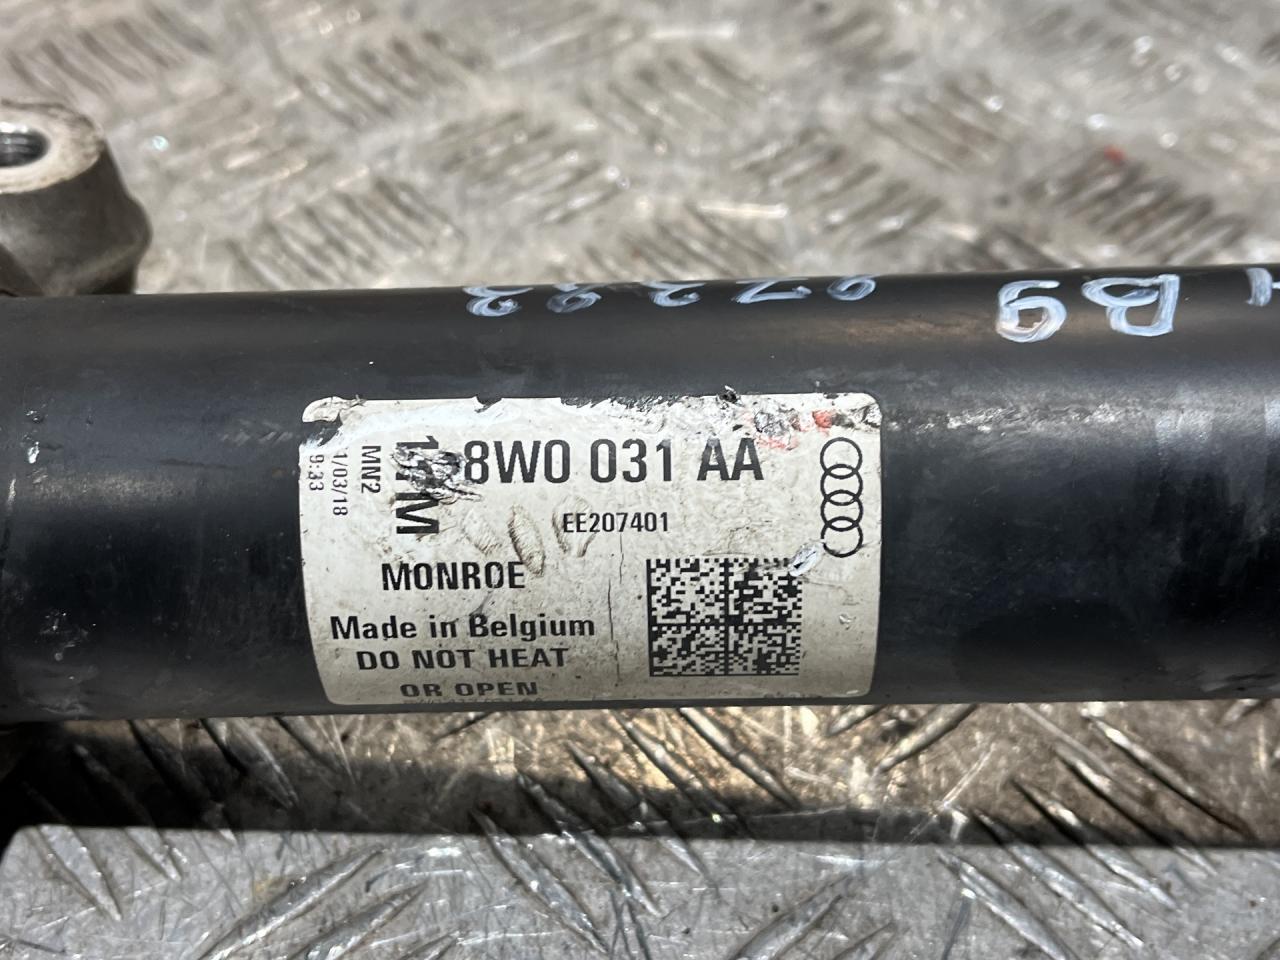 B9
8W0 031 AA
EE207401
MN2
1/03/18
9:33
MONROE
Made in Belgium
DO NOT HEAT
OR OPEN